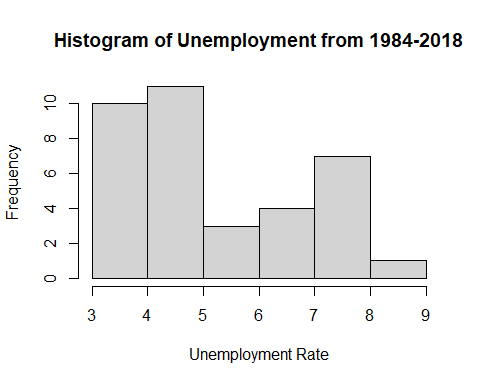 Histogram of Unemployment from 1984-2018
Frequency
10
8
6
4
2
0
3 4 5 6 7 8 9
Unemployment Rate